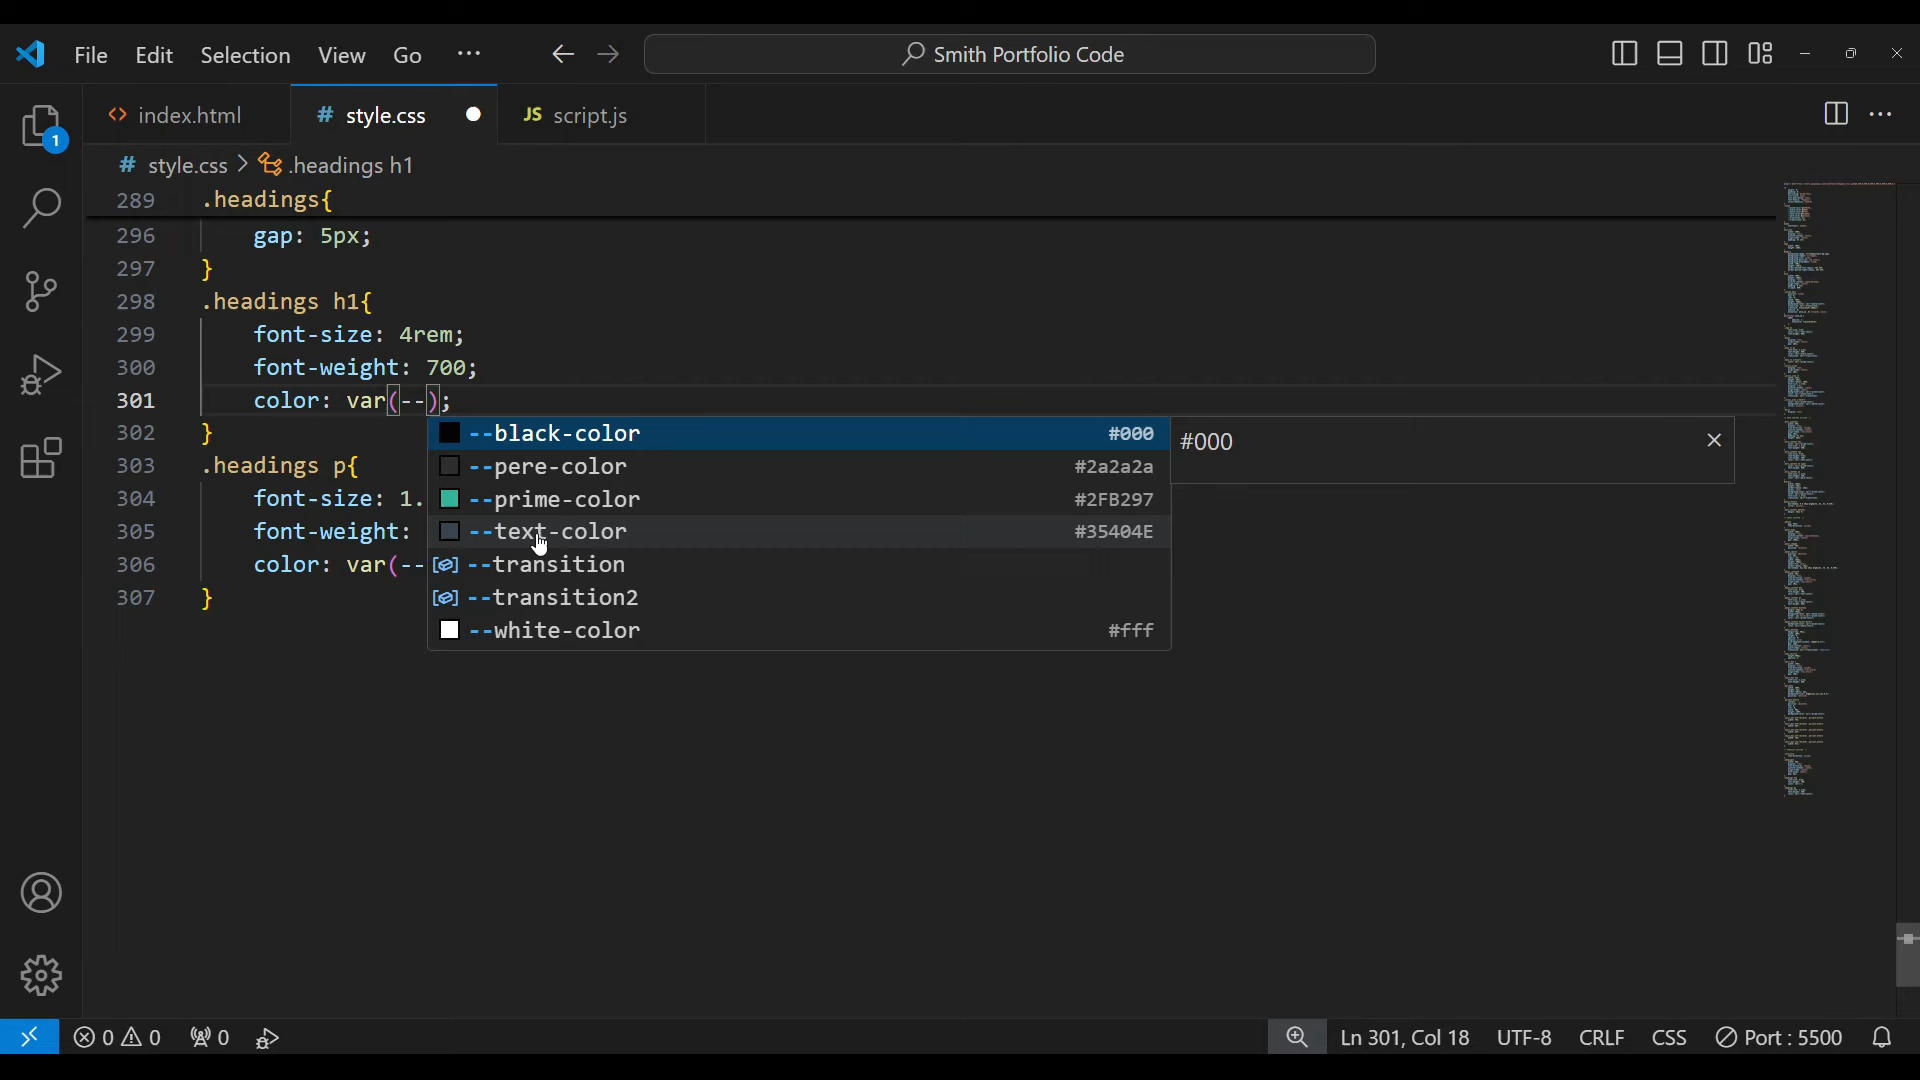 File Edit Selection View Go ··· Smith Portfolio Code
index.html # style.css JS script.js
# style.css > .headings h1
289 .headings{
296 gap: 5px;
297 }
298 .headings h1{
299 font-size: 4rem;
300 font-weight: 700;
301 color: var(--);
--black-color #000 #000
302 }
--pere-color #2a2a2a
303 .headings p{
--prime-color #2FB297
304 font-size: 1.
--text-color #35404E
305 font-weight:
--transition
306 color: var(--
--transition2
307 }
--white-color #fff
1
0 0 0 Ln 301, Col 18 UTF-8 CRLF CSS Port : 5500